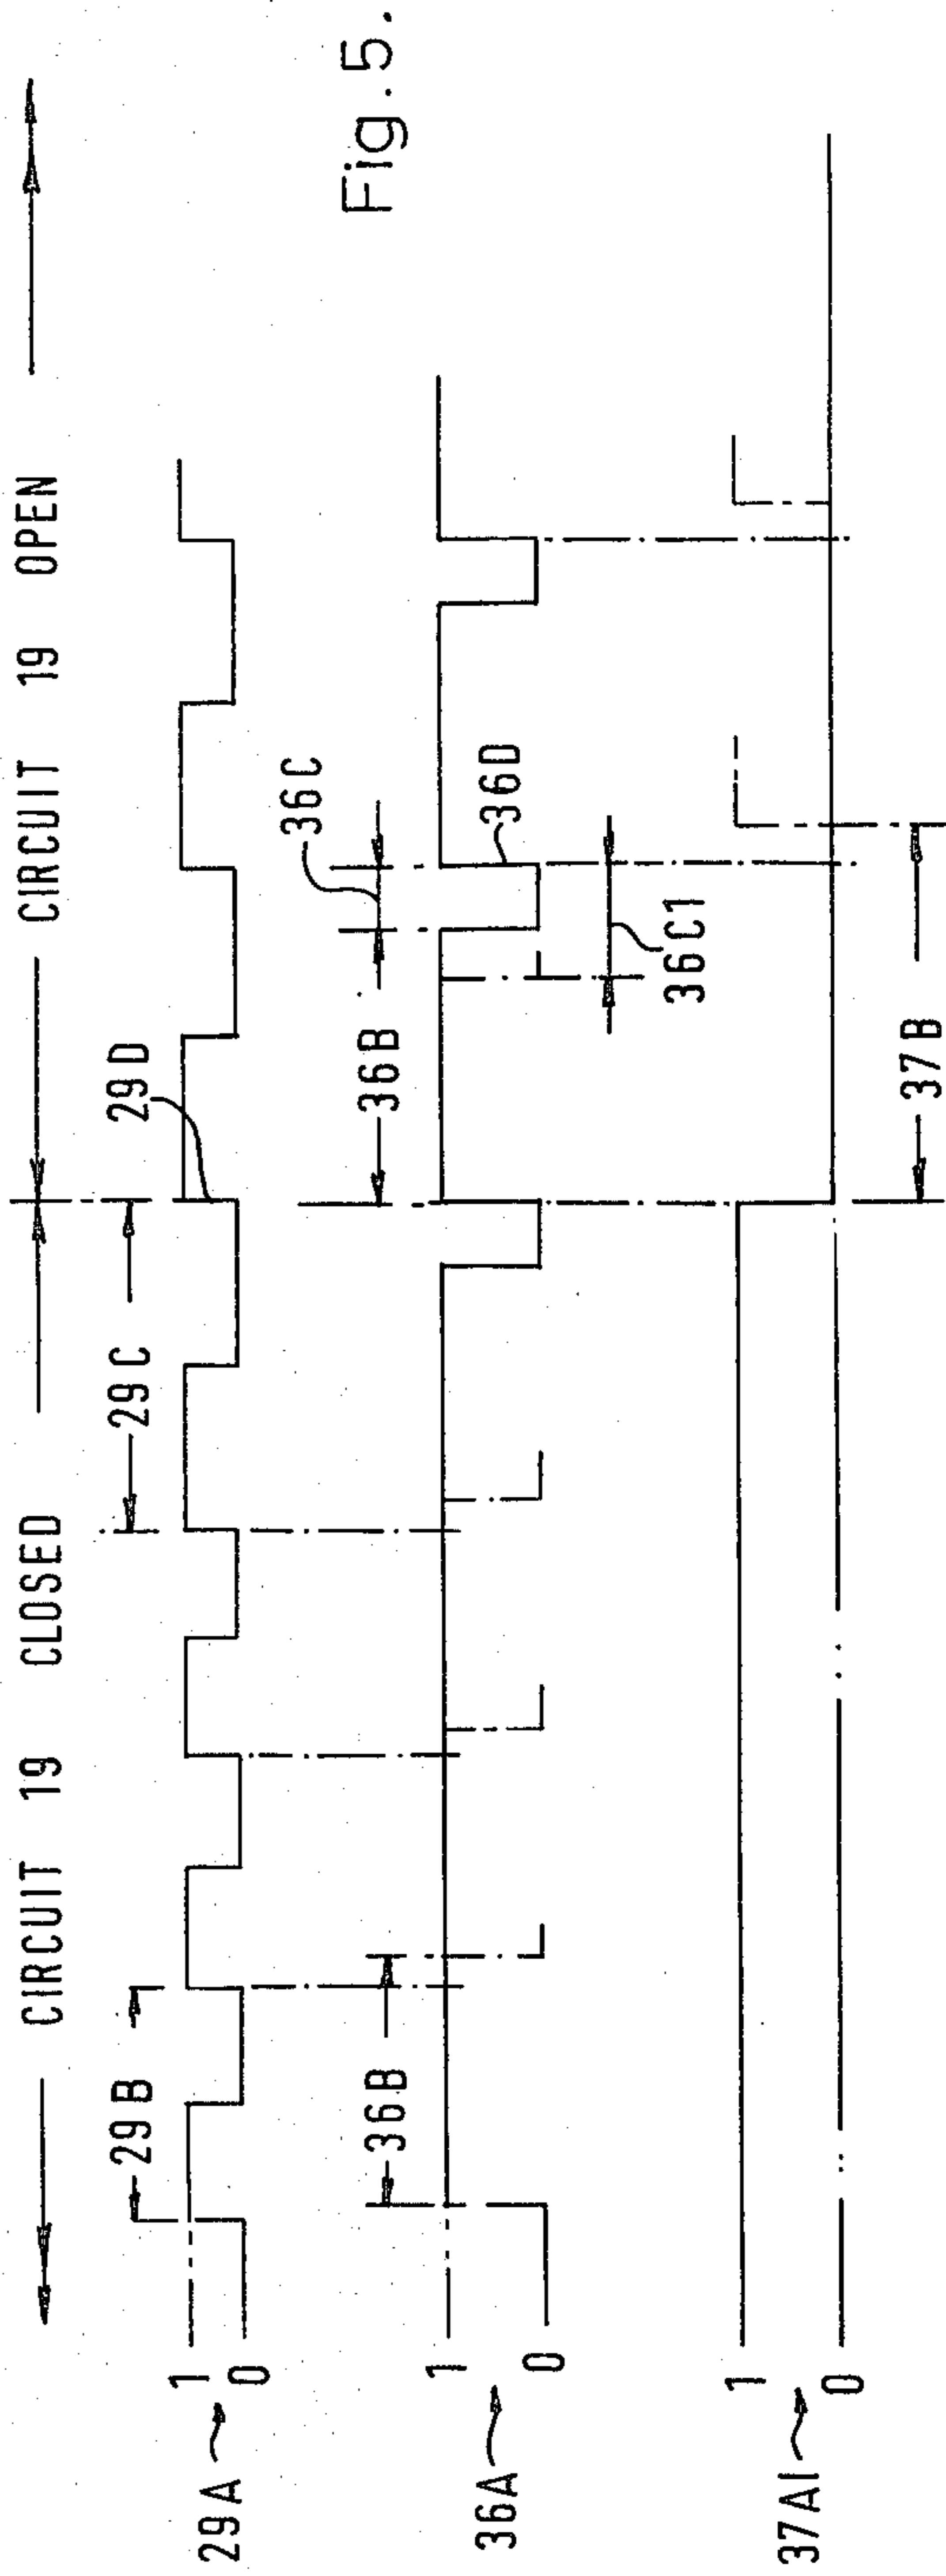 CIRCUIT 19 CLOSED
CIRCUIT 19 OPEN
Fig. 5.
29B
29C
29D
29A
1
0
36B
36B
36C
36A
1
0
36D
36C1
37A1
1
0
37B